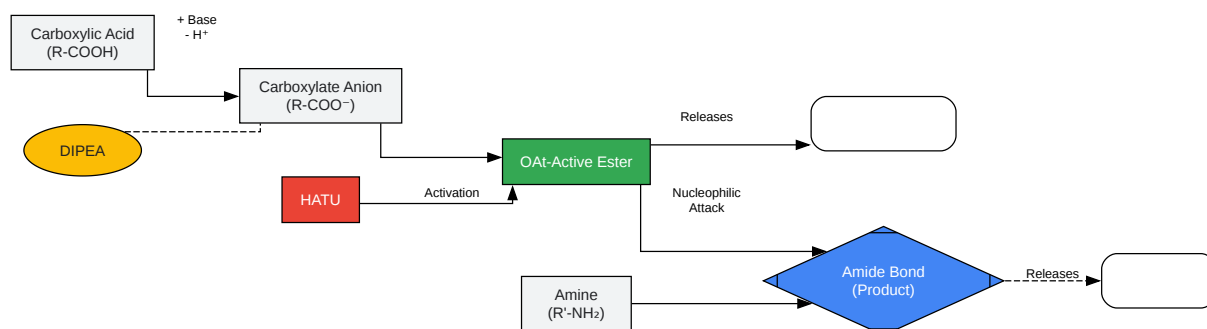 Carboxylic Acid
(R-COOH)
+ Base
- H⁺
Carboxylate Anion
(R-COO⁻)
DIPEA
HATU
Activation
OAt-Active Ester
Releases
Nucleophilic
Attack
Amine
(R'-NH₂)
Amide Bond
(Product)
Releases